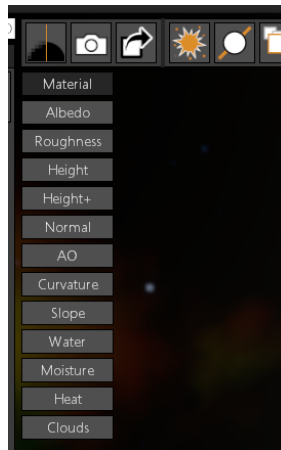 Material
Albedo
Roughness
Height
Height+
Normal
AO
Curvature
Slope
Water
Moisture
Heat
Clouds